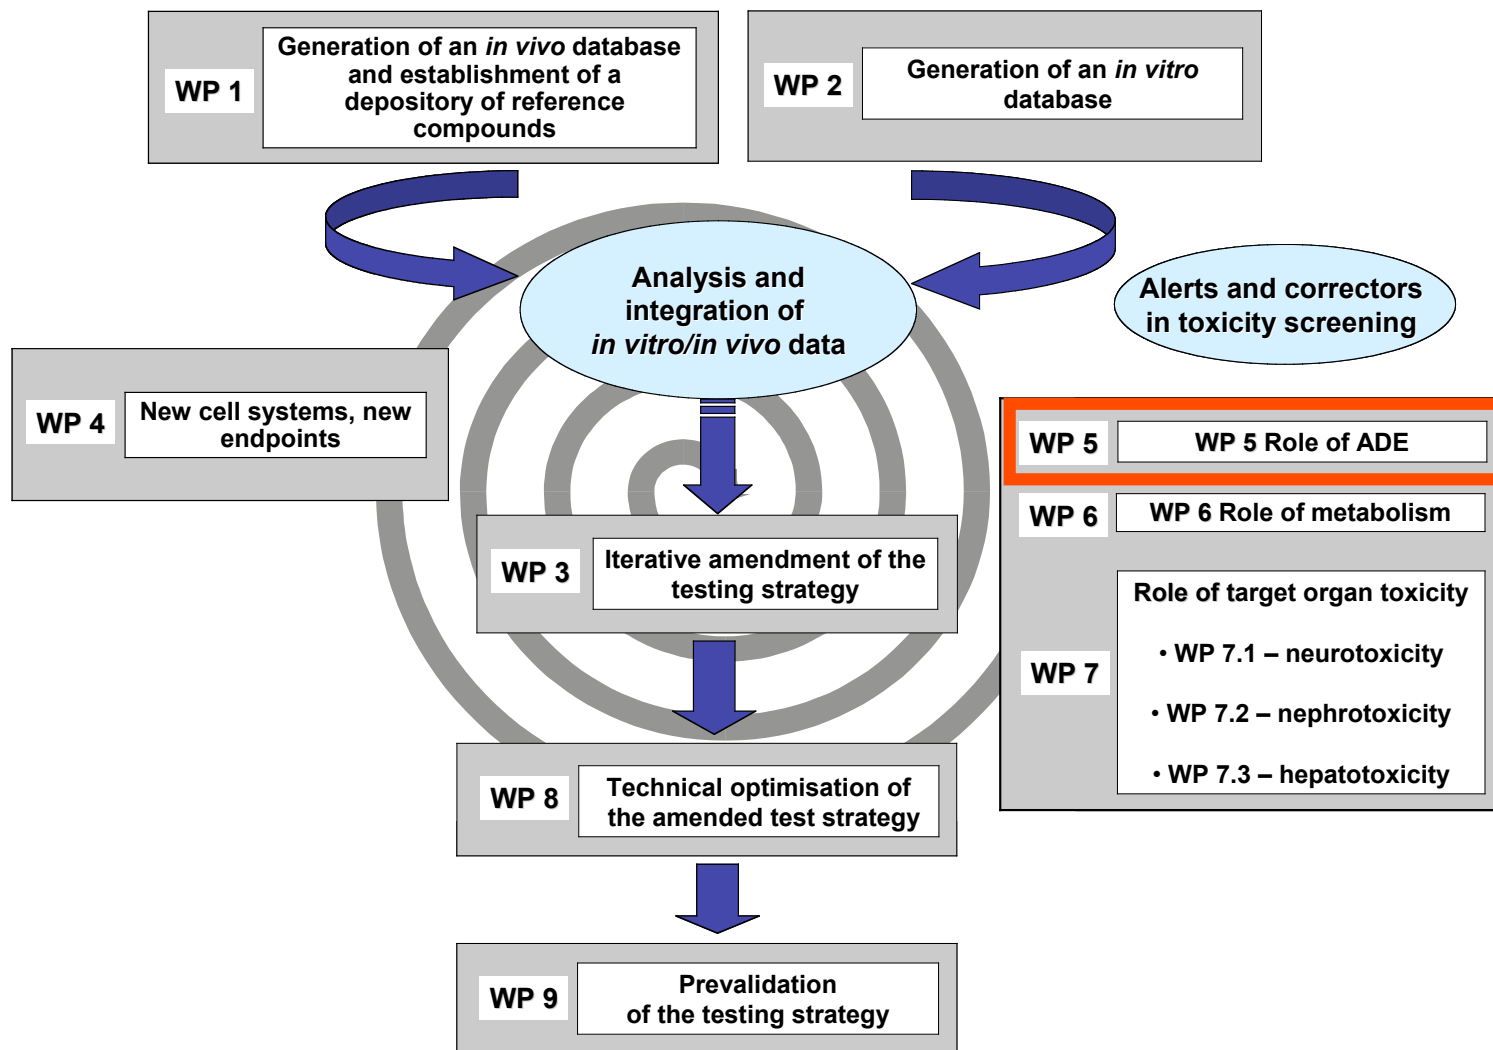 WP 1
Generation of an in vivo database
and establishment of a
depository of reference
compounds
WP 2
Generation of an in vitro
database
Analysis and
integration of
in vitro/in vivo data
Alerts and correctors
in toxicity screening
WP 4
New cell systems, new
endpoints
WP 5
WP 5 Role of ADE
WP 6
WP 6 Role of metabolism
WP 7
Role of target organ toxicity
• WP 7.1 – neurotoxicity
• WP 7.2 – nephrotoxicity
• WP 7.3 – hepatotoxicity
WP 3
Iterative amendment of the
testing strategy
WP 8
Technical optimisation of
the amended test strategy
WP 9
Prevalidation
of the testing strategy